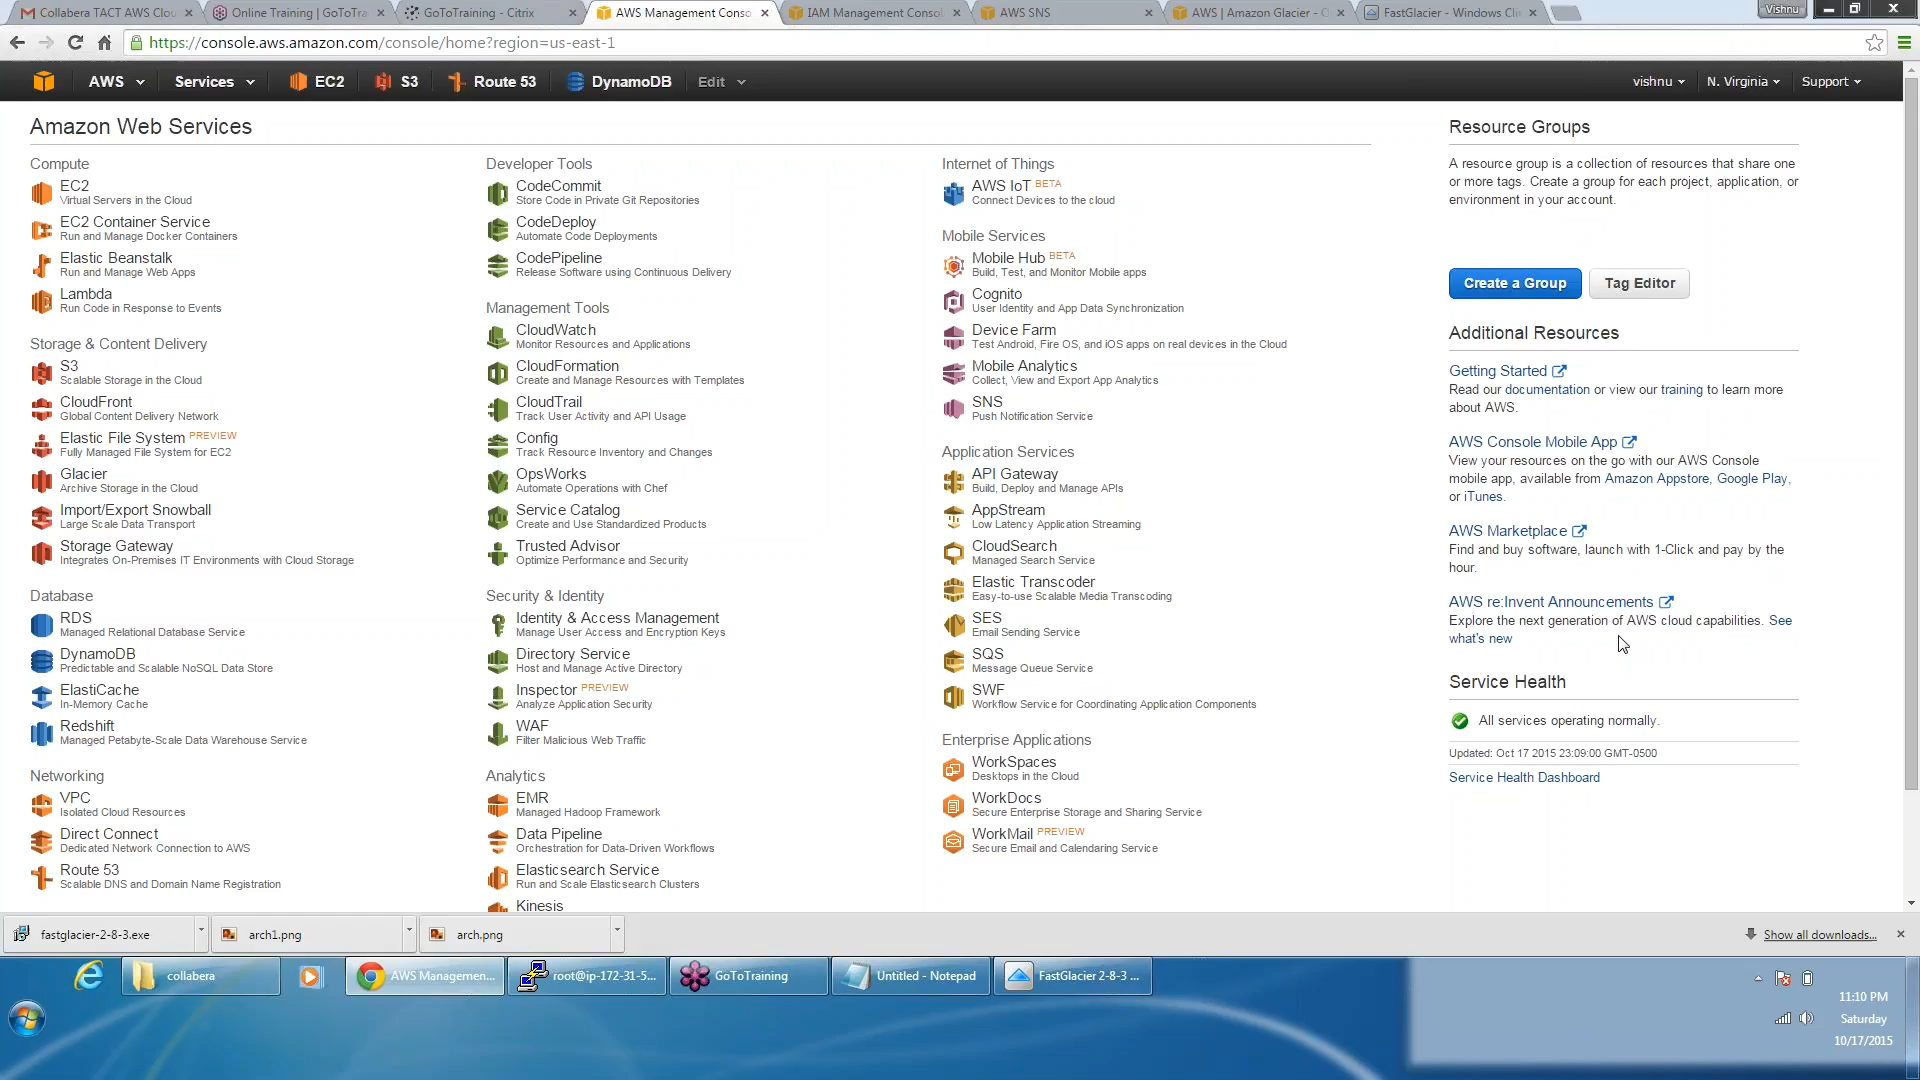 Collabera TACT AWS Clou
Online Training | GoToTra
GoToTraining - Citrix
AWS Management Conso
IAM Management Consol
AWS SNS
AWS | Amazon Glacier - O
FastGlacier - Windows Cli
Vishnu
https://console.aws.amazon.com/console/home?region=us-east-1
AWS
Services
EC2
S3
Route 53
DynamoDB
Edit
vishnu
N. Virginia
Support
Amazon Web Services
Compute
EC2
Virtual Servers in the Cloud
EC2 Container Service
Run and Manage Docker Containers
Elastic Beanstalk
Run and Manage Web Apps
Lambda
Run Code in Response to Events
Storage & Content Delivery
S3
Scalable Storage in the Cloud
CloudFront
Global Content Delivery Network
Elastic File System PREVIEW
Fully Managed File System for EC2
Glacier
Archive Storage in the Cloud
Import/Export Snowball
Large Scale Data Transport
Storage Gateway
Integrates On-Premises IT Environments with Cloud Storage
Database
RDS
Managed Relational Database Service
DynamoDB
Predictable and Scalable NoSQL Data Store
ElastiCache
In-Memory Cache
Redshift
Managed Petabyte-Scale Data Warehouse Service
Networking
VPC
Isolated Cloud Resources
Direct Connect
Dedicated Network Connection to AWS
Route 53
Scalable DNS and Domain Name Registration
Developer Tools
CodeCommit
Store Code in Private Git Repositories
CodeDeploy
Automate Code Deployments
CodePipeline
Release Software using Continuous Delivery
Management Tools
CloudWatch
Monitor Resources and Applications
CloudFormation
Create and Manage Resources with Templates
CloudTrail
Track User Activity and API Usage
Config
Track Resource Inventory and Changes
OpsWorks
Automate Operations with Chef
Service Catalog
Create and Use Standardized Products
Trusted Advisor
Optimize Performance and Security
Security & Identity
Identity & Access Management
Manage User Access and Encryption Keys
Directory Service
Host and Manage Active Directory
Inspector PREVIEW
Analyze Application Security
WAF
Filter Malicious Web Traffic
Analytics
EMR
Managed Hadoop Framework
Data Pipeline
Orchestration for Data-Driven Workflows
Elasticsearch Service
Run and Scale Elasticsearch Clusters
Kinesis
Internet of Things
AWS IoT BETA
Connect Devices to the cloud
Mobile Services
Mobile Hub BETA
Build, Test, and Monitor Mobile apps
Cognito
User Identity and App Data Synchronization
Device Farm
Test Android, Fire OS, and iOS apps on real devices in the Cloud
Mobile Analytics
Collect, View and Export App Analytics
SNS
Push Notification Service
Application Services
API Gateway
Build, Deploy and Manage APIs
AppStream
Low Latency Application Streaming
CloudSearch
Managed Search Service
Elastic Transcoder
Easy-to-use Scalable Media Transcoding
SES
Email Sending Service
SQS
Message Queue Service
SWF
Workflow Service for Coordinating Application Components
Enterprise Applications
WorkSpaces
Desktops in the Cloud
WorkDocs
Secure Enterprise Storage and Sharing Service
WorkMail PREVIEW
Secure Email and Calendaring Service
Resource Groups
A resource group is a collection of resources that share one
or more tags. Create a group for each project, application, or
environment in your account.
Create a Group
Tag Editor
Additional Resources
Getting Started
Read our documentation or view our training to learn more
about AWS.
AWS Console Mobile App
View your resources on the go with our AWS Console
mobile app, available from Amazon Appstore, Google Play,
or iTunes.
AWS Marketplace
Find and buy software, launch with 1-Click and pay by the
hour.
AWS re:Invent Announcements
Explore the next generation of AWS cloud capabilities. See
what's new
Service Health
All services operating normally.
Updated: Oct 17 2015 23:09:00 GMT-0500
Service Health Dashboard
fastglacier-2-8-3.exe
arch1.png
arch.png
Show all downloads...
collabera
AWS Managemen...
root@ip-172-31-5...
GoToTraining
Untitled - Notepad
FastGlacier 2-8-3 ...
11:10 PM
Saturday
10/17/2015